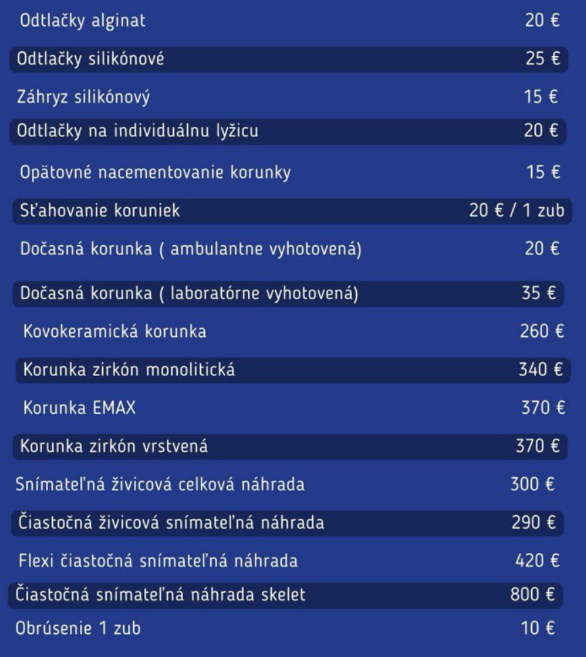 Odtlačky alginat 20 €
Odtlačky silikónové 25 €
Záhryz silikónový 15 €
Odtlačky na individuálnu lyžicu 20 €
Opätovné nacementovanie korunky 15 €
Sťahovanie koruniek 20 € / 1 zub
Dočasná korunka ( ambulantne vyhotovená) 20 €
Dočasná korunka ( laboratórne vyhotovená) 35 €
Kovokeramická korunka 260 €
Korunka zirkón monolitická 340 €
Korunka EMAX 370 €
Korunka zirkón vrstvená 370 €
Snímateľná živicová celková náhrada 300 €
Čiastočná živicová snímateľná náhrada 290 €
Flexi čiastočná snímateľná náhrada 420 €
Čiastočná snímateľná náhrada skelet 800 €
Obrúsenie 1 zub 10 €